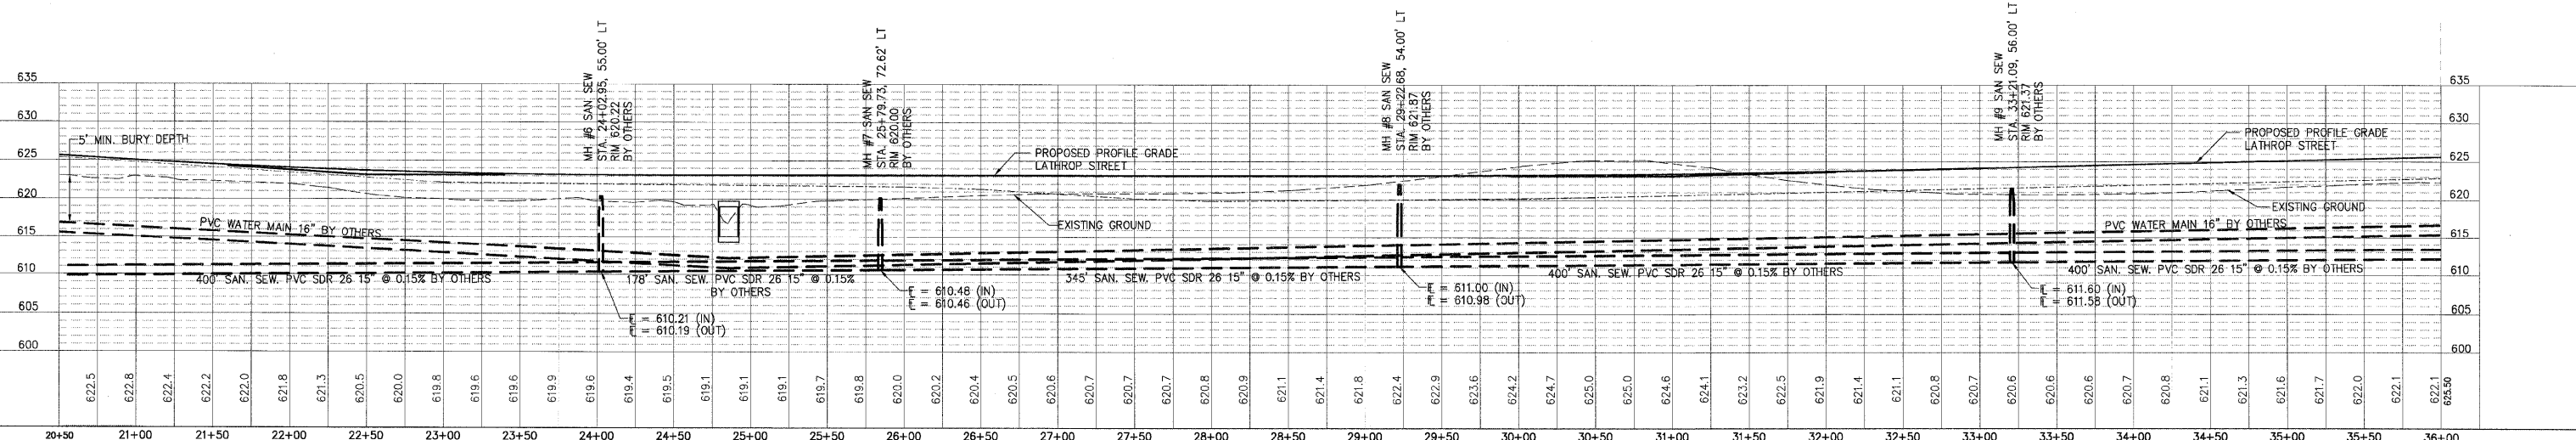 MH #6 SAN SEW
STA. 24+02.95, 55.00' LT
RIM 620.22
BY OTHERS
MH #7 SAN SEW
STA. 25+79.73, 72.62' LT
RIM 620.00
BY OTHERS
MH #8 SAN SEW
STA. 29+22.68, 54.00' LT
RIM 621.87
BY OTHERS
MH #9 SAN SEW
STA. 33+21.09, 56.00' LT
RIM 621.37
BY OTHERS
635
630
625
620
615
610
605
600
635
630
625
620
615
610
605
600
5' MIN. BURY DEPTH
PROPOSED PROFILE GRADE
LATHROP STREET
PROPOSED PROFILE GRADE
LATHROP STREET
EXISTING GROUND
EXISTING GROUND
PVC WATER MAIN 16" BY OTHERS
PVC WATER MAIN 16" BY OTHERS
400' SAN. SEW. PVC SDR 26 15" @ 0.15% BY OTHERS
178' SAN. SEW. PVC SDR 26 15" @ 0.15%
BY OTHERS
345' SAN. SEW. PVC SDR 26 15" @ 0.15% BY OTHERS
400' SAN. SEW. PVC SDR 26 15" @ 0.15% BY OTHERS
400' SAN. SEW. PVC SDR 26 15" @ 0.15% BY OTHERS
= 610.21 (IN)
= 610.19 (OUT)
= 610.48 (IN)
= 610.46 (OUT)
= 611.00 (IN)
= 610.98 (OUT)
= 611.60 (IN)
= 611.58 (OUT)
622.5 622.8 622.4 622.2 622.0 621.8 621.3 620.5 620.0 619.8 619.6 619.6 619.9 619.6 619.4 619.5 619.1 619.1 619.1 619.7 619.8 620.0 620.2 620.4 620.5 620.6 620.7 620.7 620.7 620.8 620.9 621.1 621.4 621.8 622.4 622.9 623.6 624.2 624.7 625.0 625.0 624.6 624.1 623.2 622.5 621.9 621.4 621.1 620.8 620.7 620.6 620.6 620.6 620.7 620.8 621.1 621.3 621.6 621.7 622.0 622.1 622.1
625.50
20+50 21+00 21+50 22+00 22+50 23+00 23+50 24+00 24+50 25+00 25+50 26+00 26+50 27+00 27+50 28+00 28+50 29+00 29+50 30+00 30+50 31+00 31+50 32+00 32+50 33+00 33+50 34+00 34+50 35+00 35+50 36+00